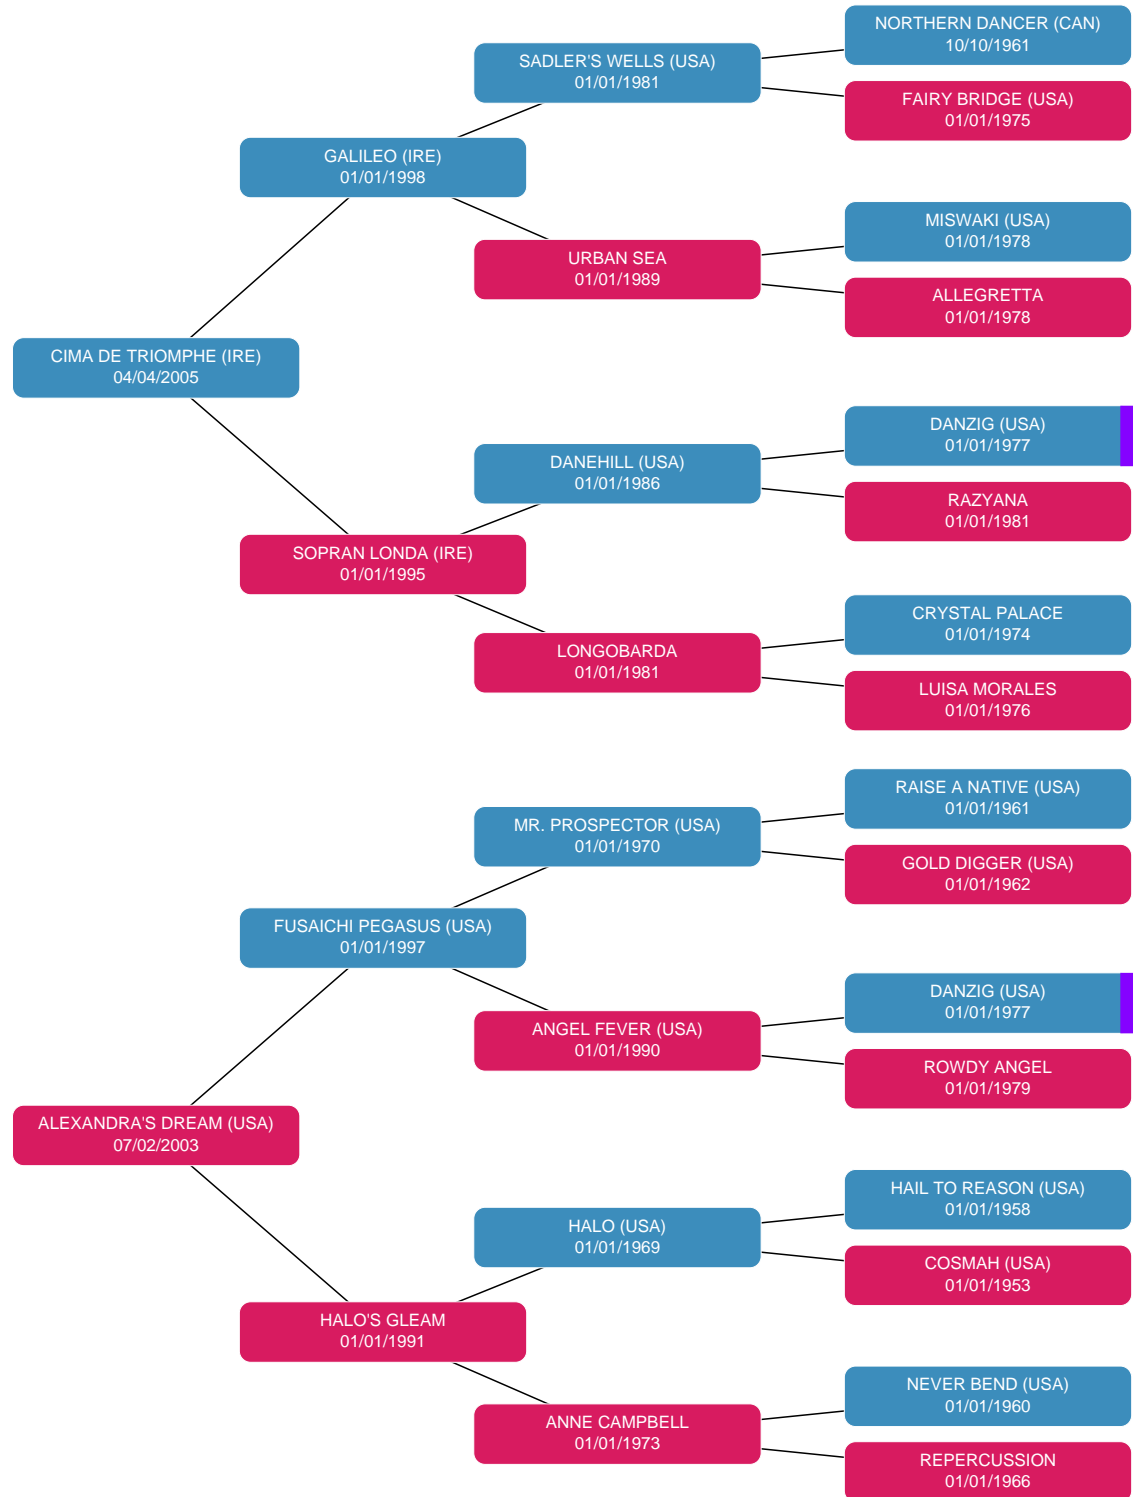 NORTHERN DANCER (CAN)
10/10/1961
SADLER'S WELLS (USA)
01/01/1981
FAIRY BRIDGE (USA)
01/01/1975
GALILEO (IRE)
01/01/1998
MISWAKI (USA)
01/01/1978
URBAN SEA
01/01/1989
ALLEGRETTA
01/01/1978
CIMA DE TRIOMPHE (IRE)
04/04/2005
DANZIG (USA)
01/01/1977
DANEHILL (USA)
01/01/1986
RAZYANA
01/01/1981
SOPRAN LONDA (IRE)
01/01/1995
CRYSTAL PALACE
01/01/1974
LONGOBARDA
01/01/1981
LUISA MORALES
01/01/1976
RAISE A NATIVE (USA)
01/01/1961
MR. PROSPECTOR (USA)
01/01/1970
GOLD DIGGER (USA)
01/01/1962
FUSAICHI PEGASUS (USA)
01/01/1997
DANZIG (USA)
01/01/1977
ANGEL FEVER (USA)
01/01/1990
ROWDY ANGEL
01/01/1979
ALEXANDRA'S DREAM (USA)
07/02/2003
HAIL TO REASON (USA)
01/01/1958
HALO (USA)
01/01/1969
COSMAH (USA)
01/01/1953
HALO'S GLEAM
01/01/1991
NEVER BEND (USA)
01/01/1960
ANNE CAMPBELL
01/01/1973
REPERCUSSION
01/01/1966